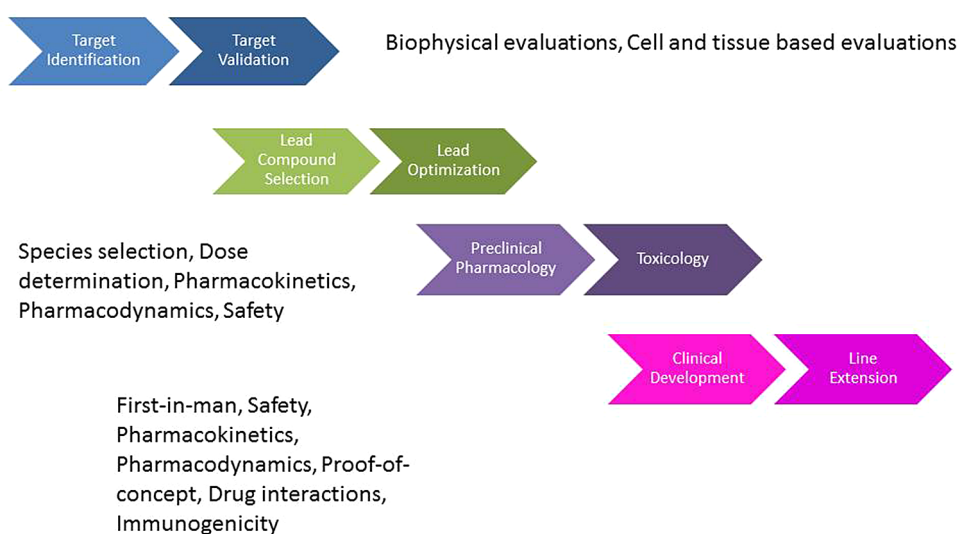 Target
Identification
Target
Validation
Biophysical evaluations, Cell and tissue based evaluations
Lead
Compound
Selection
Lead
Optimization
Species selection, Dose
determination, Pharmacokinetics,
Pharmacodynamics, Safety
Preclinical
Pharmacology
Toxicology
Clinical
Development
Line
Extension
First-in-man, Safety,
Pharmacokinetics,
Pharmacodynamics, Proof-of-
concept, Drug interactions,
Immunogenicity